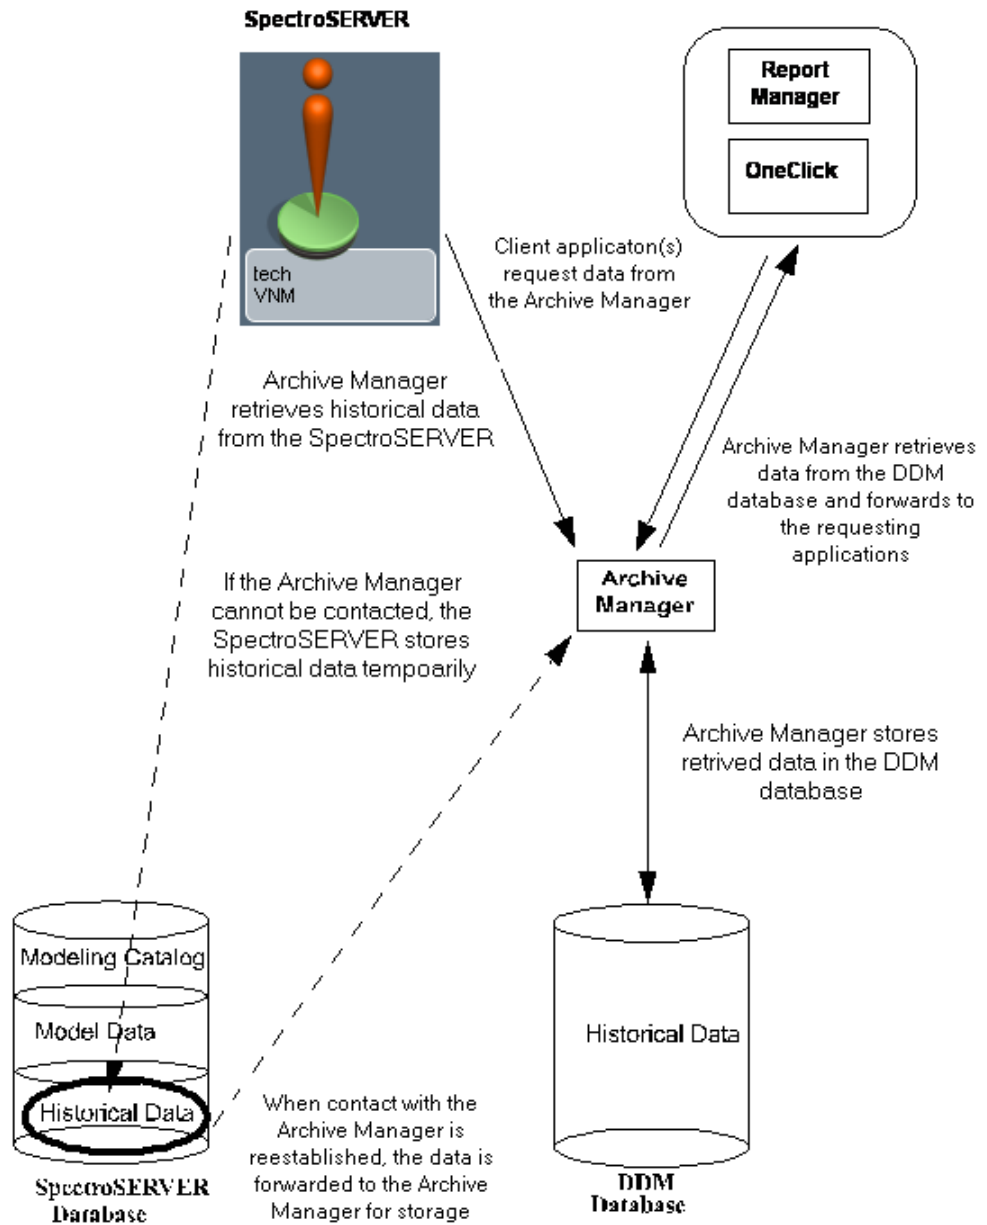 SpectroSERVER
Report
Manager
OneClick
tech
VNM
Client applicaton(s)
request data from
the Archive Manager
Archive Manager
retrieves historical data
from the SpectroSERVER
Archive Manager retrieves
data from the DDM
database and forwards to
the requesting
applications
If the Archive Manager
cannot be contacted, the
SpectroSERVER stores
historical data tempoarily
Archive
Manager
Archive Manager stores
retrived data in the DDM
database
Modeling Catalog
Model Data
Historical Data
Historical Data
When contact with the
Archive Manager is
reestablished, the data is
forwarded to the Archive
Manager for storage
SpectroSERVER
Database
DDM
Database